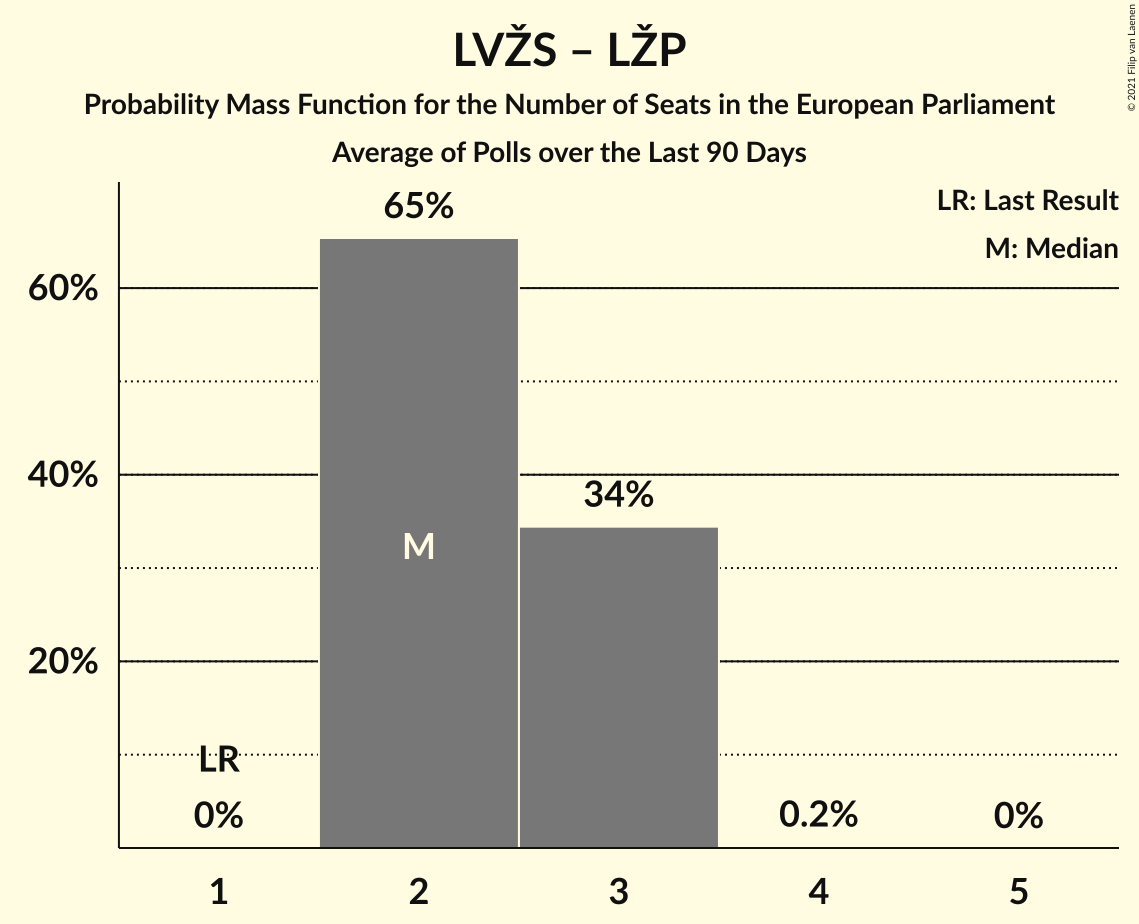 LVŽS – LŽP
Probability Mass Function for the Number of Seats in the European Parliament
Average of Polls over the Last 90 Days
© 2021 Filip van Laenen
LR: Last Result
M: Median
65%
60%
40%
34%
M
20%
LR
0%
0.2%
0%
1 2 3 4 5